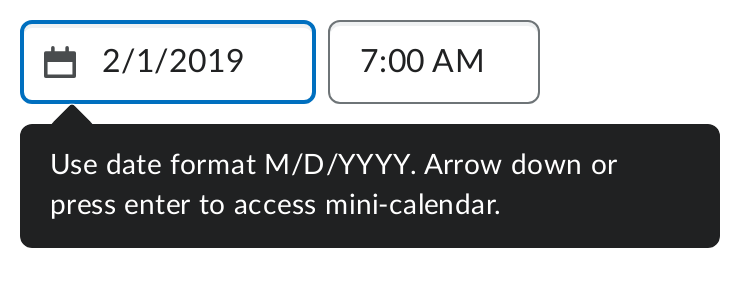 2/1/2019 7:00 AM
Use date format M/D/YYYY. Arrow down or
press enter to access mini-calendar.